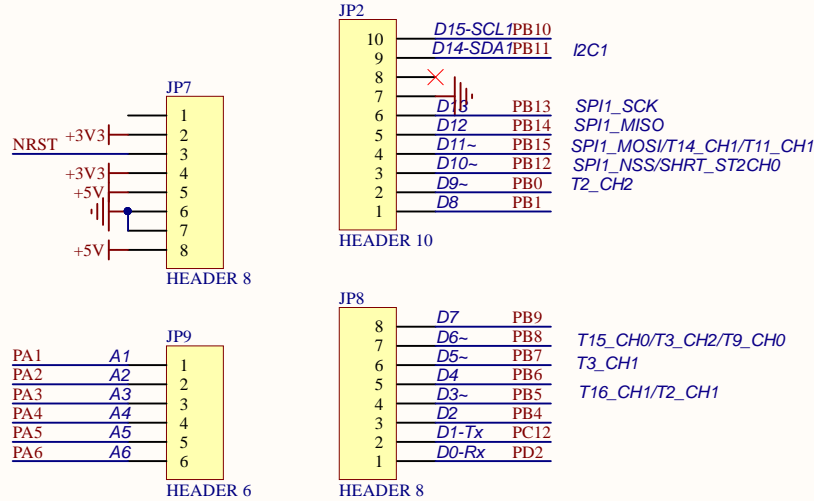 JP7
1
+3V3 2
NRST 3
+3V3 4
+5V 5
6
7
+5V 8
HEADER 8
JP2
10 D15-SCL1 PB10
9 D14-SDA1 PB11 I2C1
8
7
6 D13 PB13 SPI1_SCK
5 D12 PB14 SPI1_MISO
4 D11~ PB15 SPI1_MOSI/T14_CH1/T11_CH1
3 D10~ PB12 SPI1_NSS/SHRT_ST2CH0
2 D9~ PB0 T2_CH2
1 D8 PB1
HEADER 10
JP9
PA1 A1 1
PA2 A2 2
PA3 A3 3
PA4 A4 4
PA5 A5 5
PA6 A6 6
HEADER 6
JP8
8 D7 PB9
7 D6~ PB8 T15_CH0/T3_CH2/T9_CH0
6 D5~ PB7 T3_CH1
5 D4 PB6
4 D3~ PB5 T16_CH1/T2_CH1
3 D2 PB4
2 D1-Tx PC12
1 D0-Rx PD2
HEADER 8